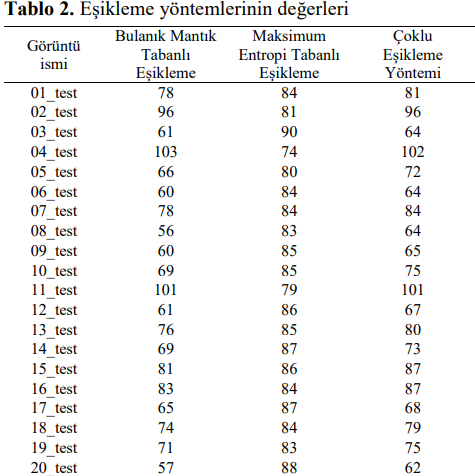 Tablo 2. Eşikleme yöntemlerinin değerleri
Görüntü ismi Bulanık Mantık Tabanlı Eşikleme Maksimum Entropi Tabanlı Eşikleme Çoklu Eşikleme Yöntemi
01_test 78 84 81
02_test 96 81 96
03_test 61 90 64
04_test 103 74 102
05_test 66 80 72
06_test 60 84 64
07_test 78 84 84
08_test 56 83 64
09_test 60 85 65
10_test 69 85 75
11_test 101 79 101
12_test 61 86 67
13_test 76 85 80
14_test 69 87 73
15_test 81 86 87
16_test 83 84 87
17_test 65 87 68
18_test 74 84 79
19_test 71 83 75
20_test 57 88 62